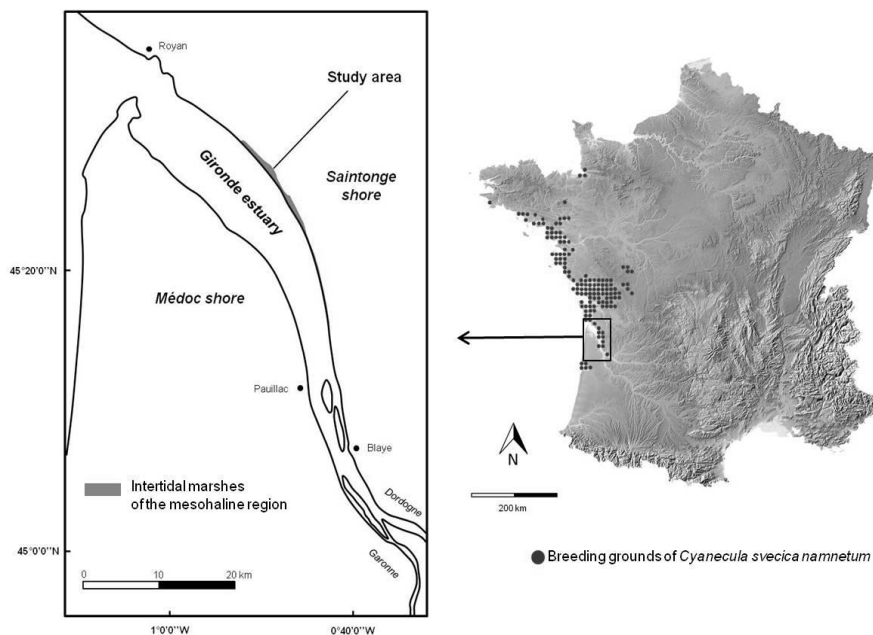 Royan
Study area
Gironde estuary
Saintonge
shore
45°20'0''N
Médoc shore
Pauillac
Blaye
Intertidal marshes
of the mesohaline region
Dordogne
Garonne
45°0'0''N
0 10 20 km
1°0'0''W 0°40'0''W
N
200 km
Breeding grounds of Cyanecula svecica namnetum